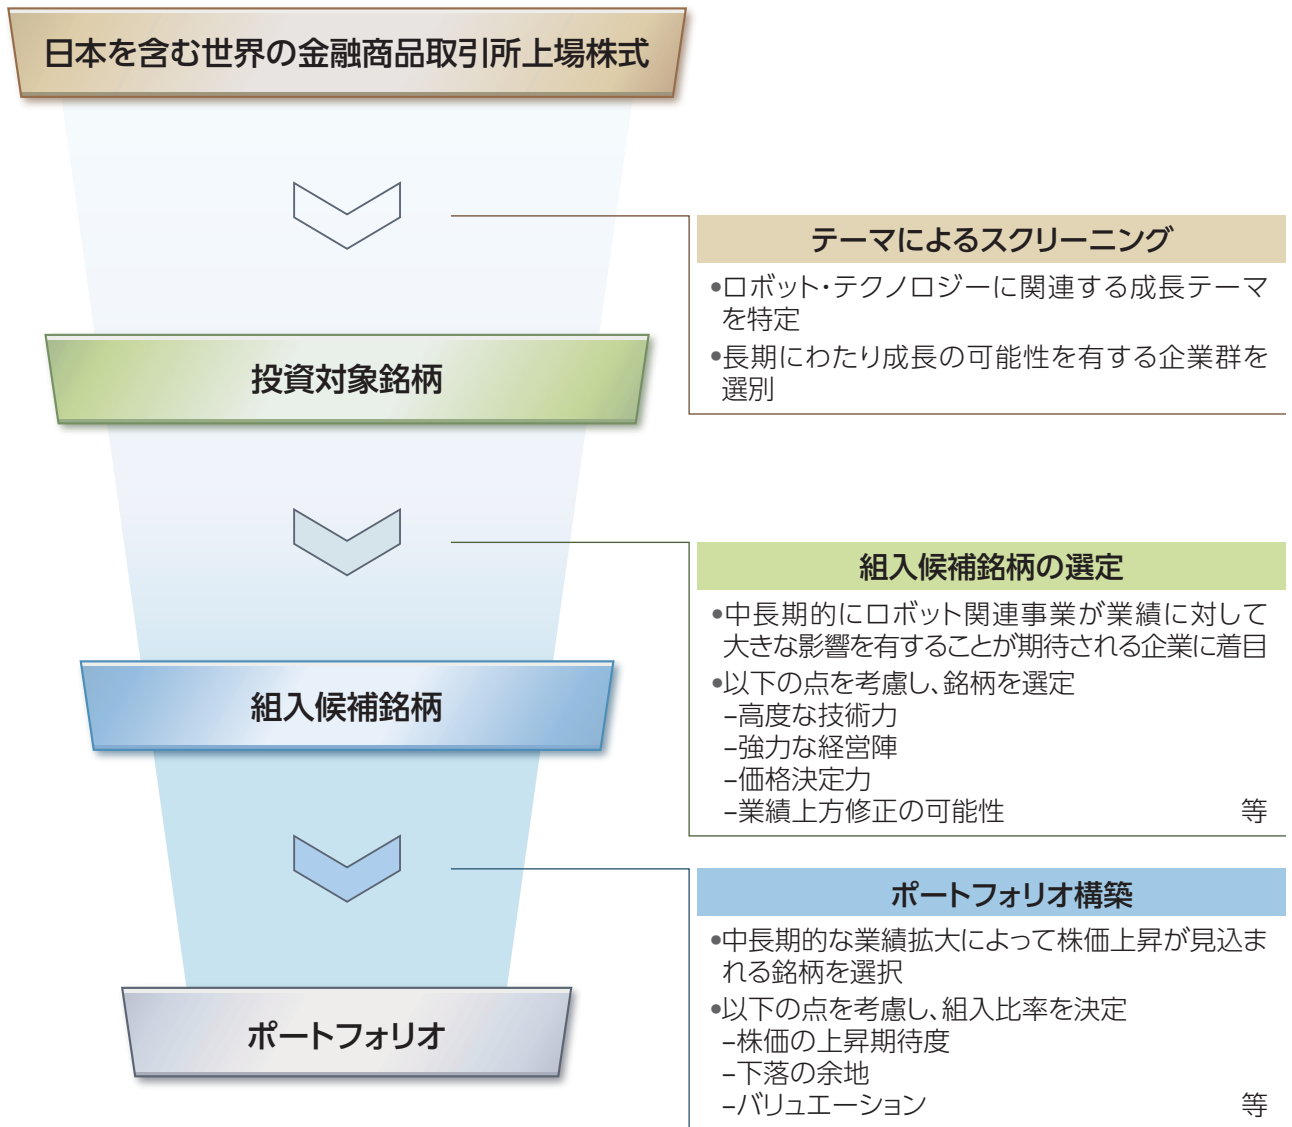 日本を含む世界の金融商品取引所上場株式
テーマによるスクリーニング
•ロボット・テクノロジーに関連する成長テーマ
を特定
•長期にわたり成長の可能性を有する企業群を
選別
投資対象銘柄
組入候補銘柄の選定
•中長期的にロボット関連事業が業績に対して
大きな影響を有することが期待される企業に着目
•以下の点を考慮し、銘柄を選定
–高度な技術力
–強力な経営陣
–価格決定力
–業績上方修正の可能性 等
組入候補銘柄
ポートフォリオ構築
•中長期的な業績拡大によって株価上昇が見込ま
れる銘柄を選択
•以下の点を考慮し、組入比率を決定
–株価の上昇期待度
–下落の余地
–バリュエーション 等
ポートフォリオ